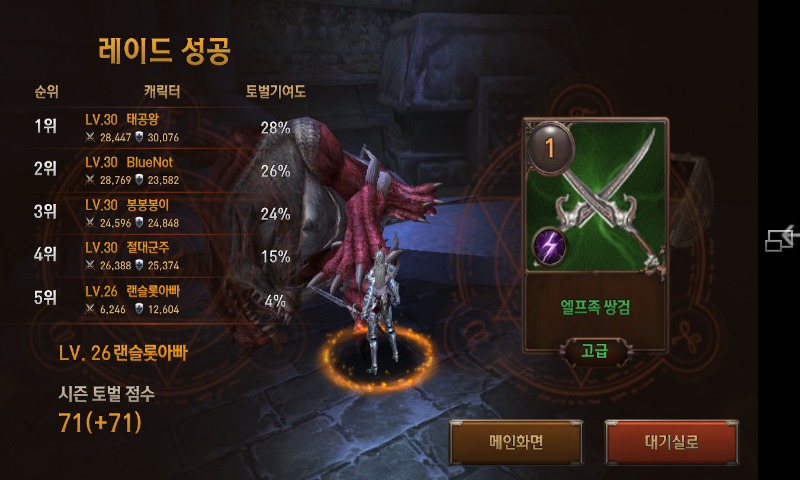 레이드 성공
순위 캐릭터 토벌기여도
1위 LV.30 태공왕 28%
28,447 30,076
2위 LV.30 BlueNot 26%
28,769 23,582
3위 LV.30 봉봉봉이 24%
24,596 24,848
4위 LV.30 절대군주 15%
26,388 25,374
5위 LV.26 랜슬롯아빠 4%
6,246 12,604
LV. 26 랜슬롯아빠
시즌 토벌 점수
71(+71)
1
엘프족 쌍검
고급
메인화면 대기실로